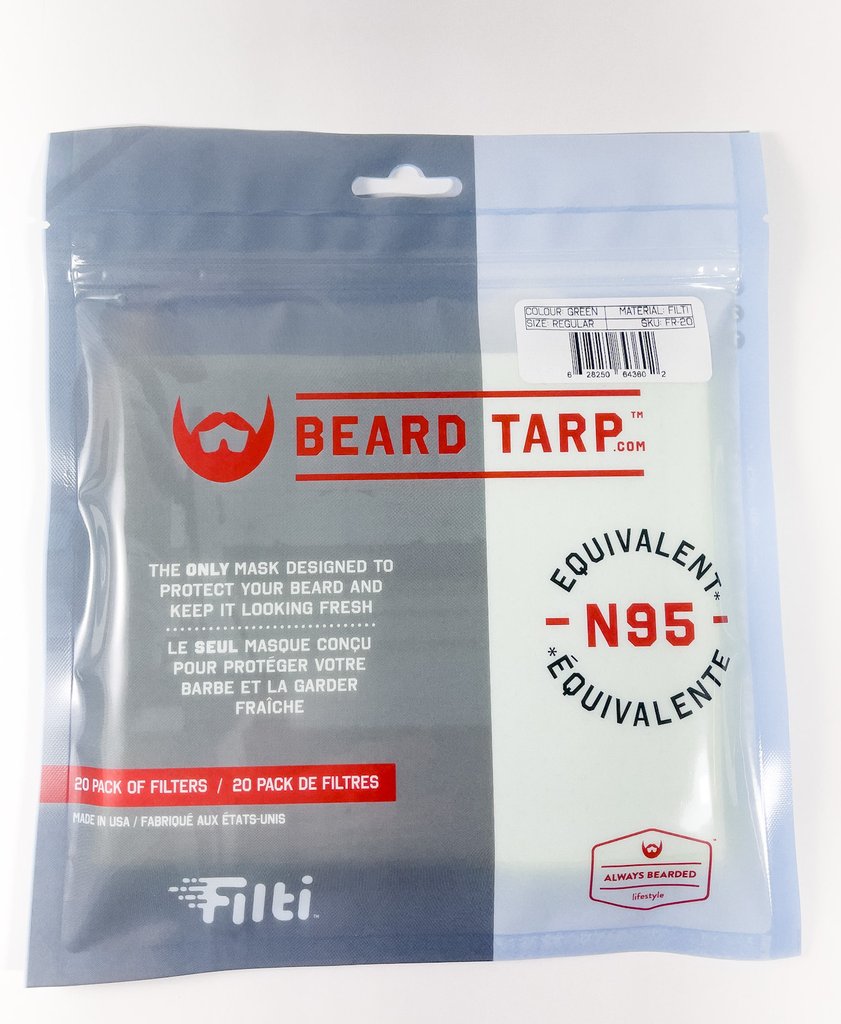 COLOUR: GREEN MATERIAL: FILTI
SIZE: REGULAR SKU: FR-20
6 28250 64360 2
BEARD TARP™.COM
THE ONLY MASK DESIGNED TO
PROTECT YOUR BEARD AND
KEEP IT LOOKING FRESH
LE SEUL MASQUE CONÇU
POUR PROTÉGER VOTRE
BARBE ET LA GARDER
FRAÎCHE
EQUIVALENT*
- N95 -
*ÉQUIVALENTE
20 PACK OF FILTERS / 20 PACK DE FILTRES
MADE IN USA / FABRIQUÉ AUX ÉTATS-UNIS
Filti™
ALWAYS BEARDED
lifestyle